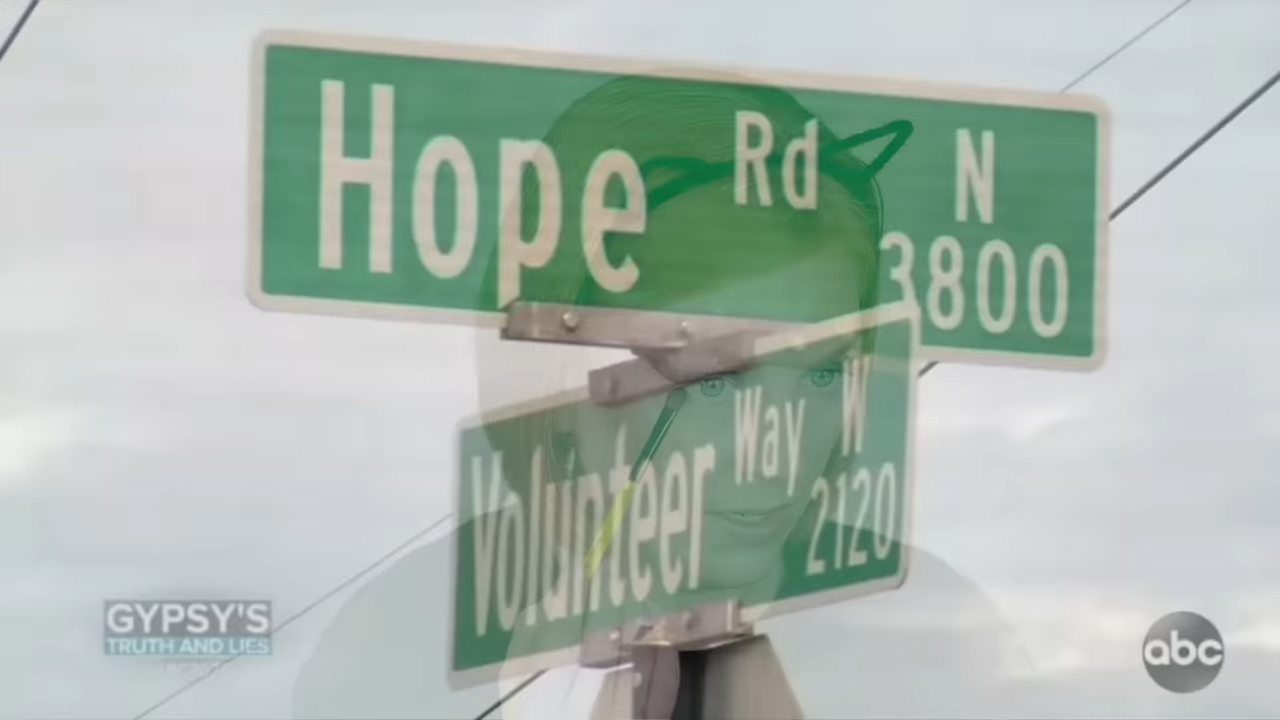 Hope Rd N
3800
Volunteer Way W
2120
GYPSY'S
TRUTH AND LIES
abc